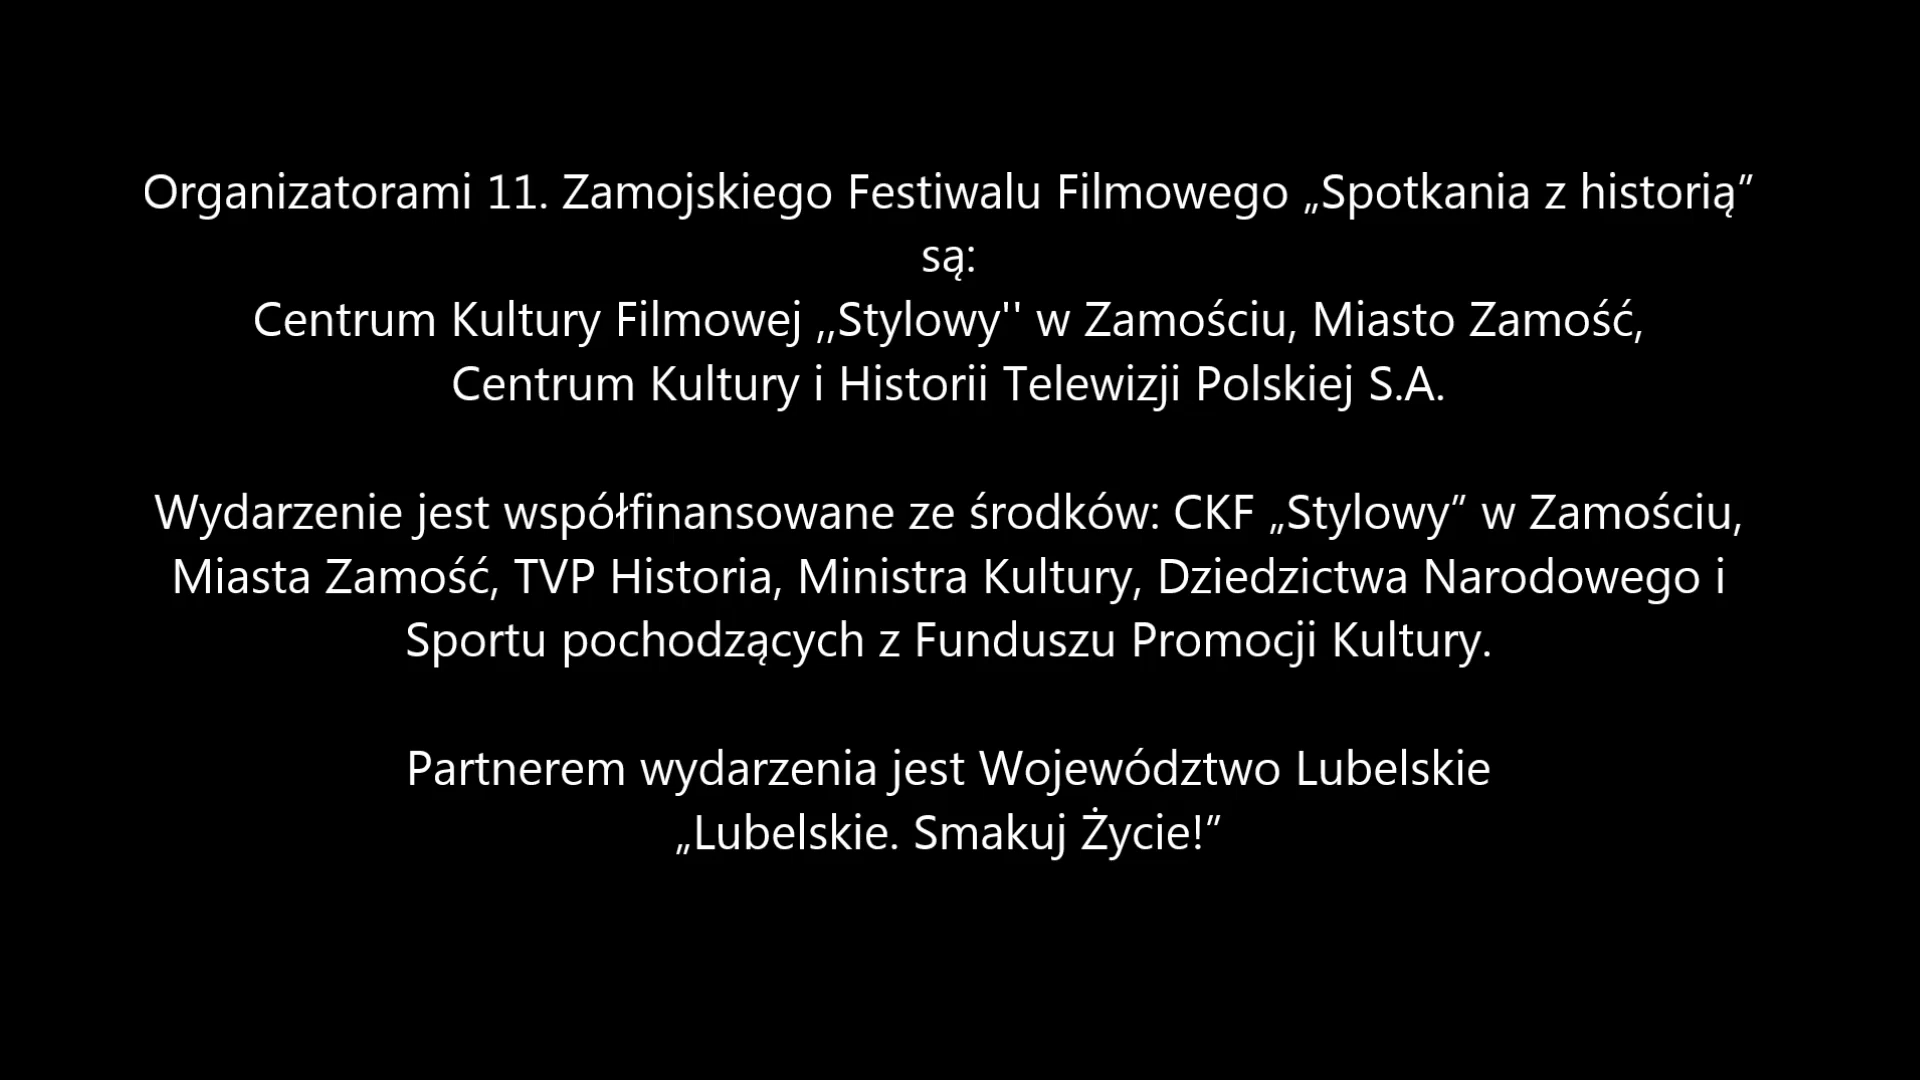 Organizatorami 11. Zamojskiego Festiwalu Filmowego „Spotkania z historią”
są:
Centrum Kultury Filmowej ,,Stylowy'' w Zamościu, Miasto Zamość,
Centrum Kultury i Historii Telewizji Polskiej S.A.
Wydarzenie jest współfinansowane ze środków: CKF „Stylowy” w Zamościu,
Miasta Zamość, TVP Historia, Ministra Kultury, Dziedzictwa Narodowego i
Sportu pochodzących z Funduszu Promocji Kultury.
Partnerem wydarzenia jest Województwo Lubelskie
„Lubelskie. Smakuj Życie!”